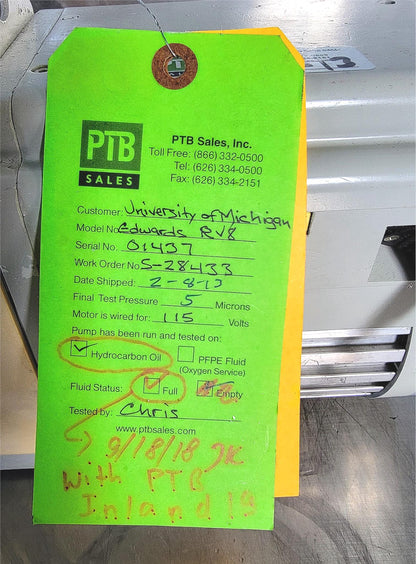 PTB
SALES
PTB Sales, Inc.
Toll Free: (866) 332-0500
Tel: (626) 334-0500
Fax: (626) 334-2151
Customer: University of Michigan
Model No. Edwards RV8
Serial No. 01437
Work Order No. S-28433
Date Shipped: 2-8-13
Final Test Pressure 5 Microns
Motor is wired for: 115 Volts
Pump has been run and tested on:
Hydrocarbon Oil PFPE Fluid
(Oxygen Service)
Fluid Status: Full Empty
Tested by: Chris
www.ptbsales.com
9/18/18 JK
With PTB
Inland 19